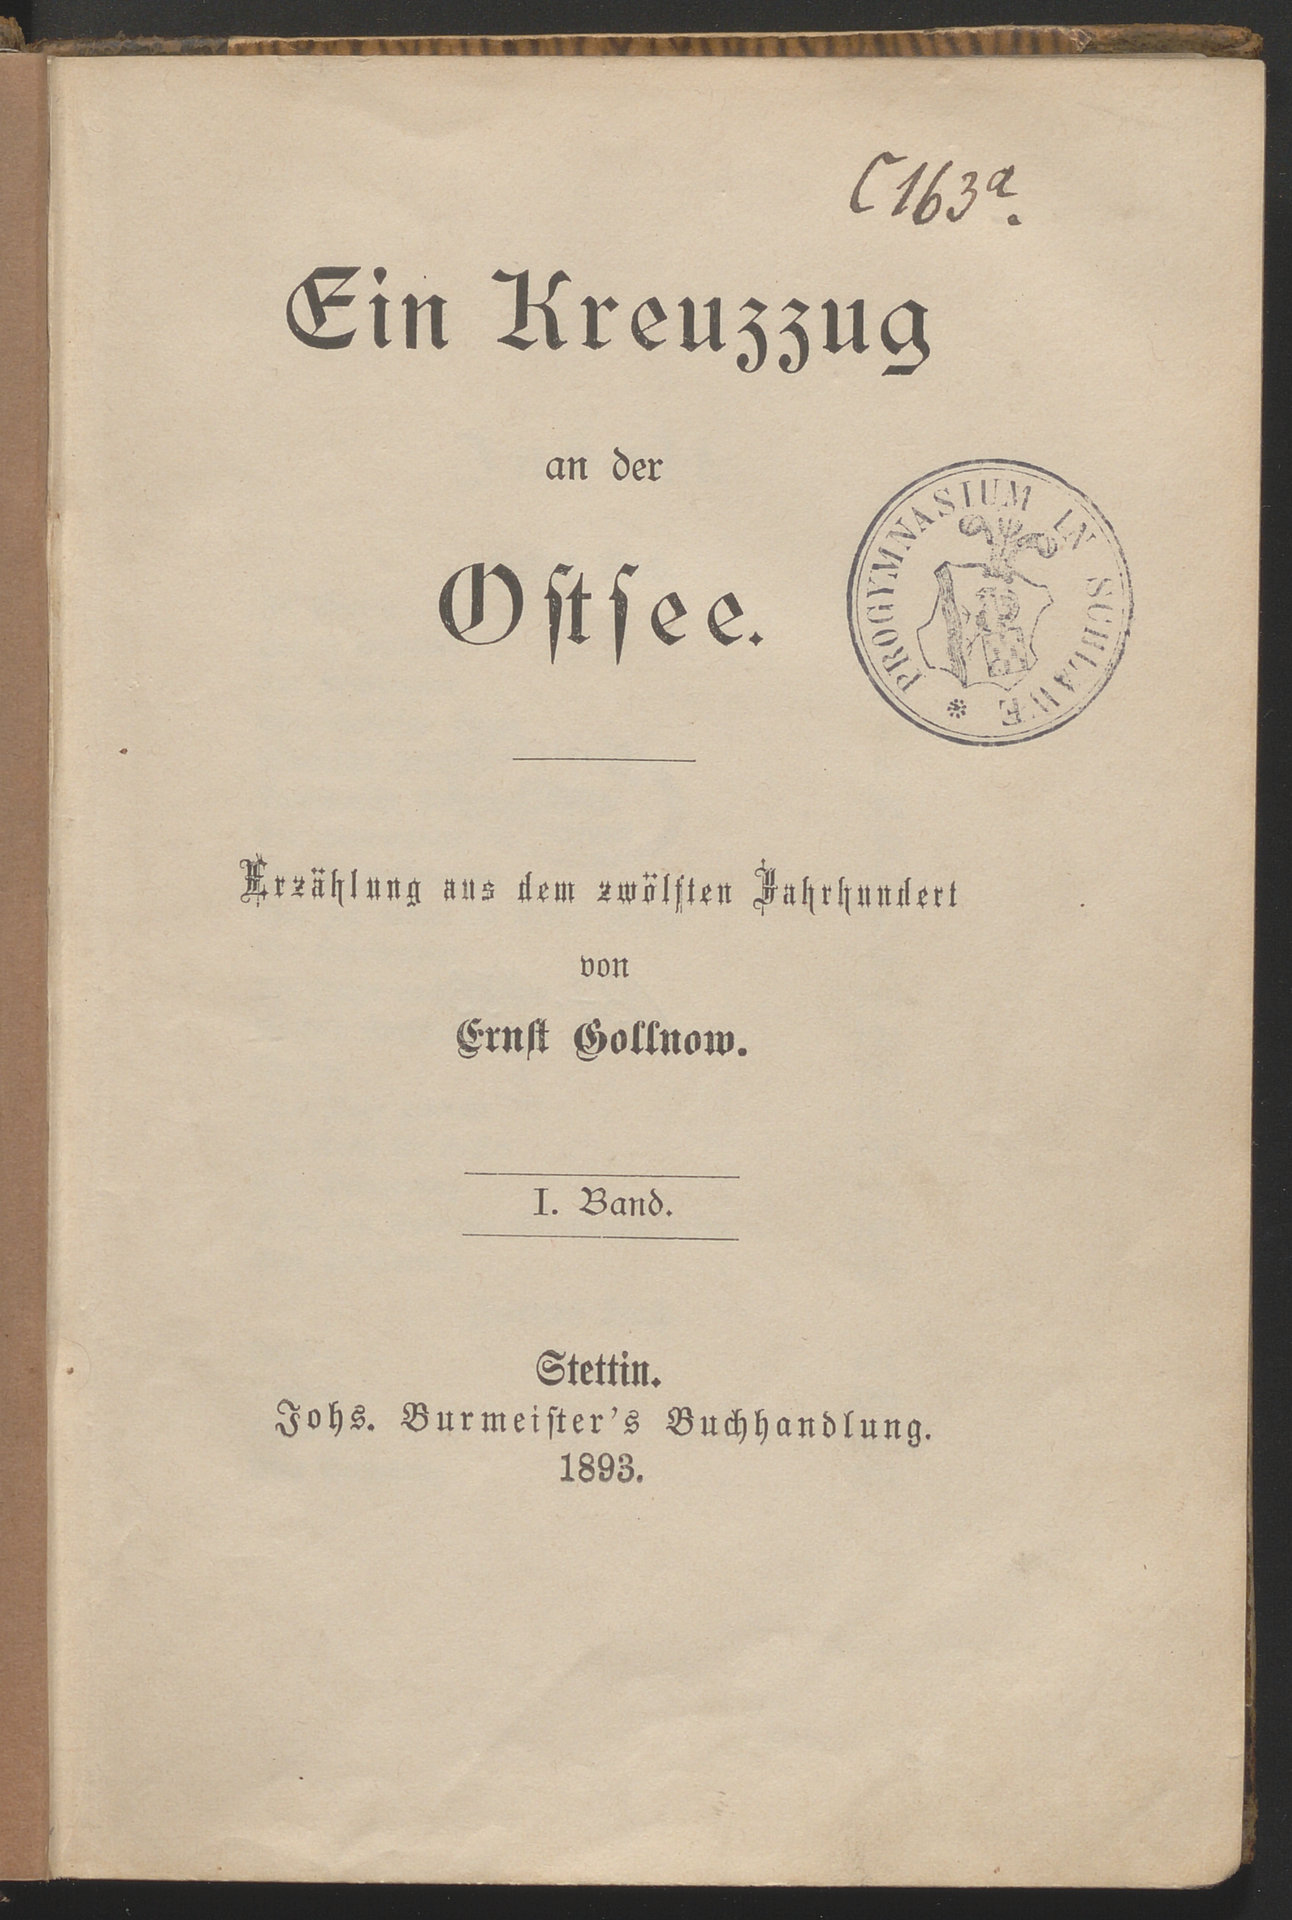 C 163a.
Ein Kreuzzug
an der
Ostsee.
PROGYMNASIUM IN SCHLAWE *
Erzählung aus dem zwölften Jahrhundert
von
Ernst Gollnow.
I. Band.
Stettin.
Johs. Burmeister's Buchhandlung.
1893.